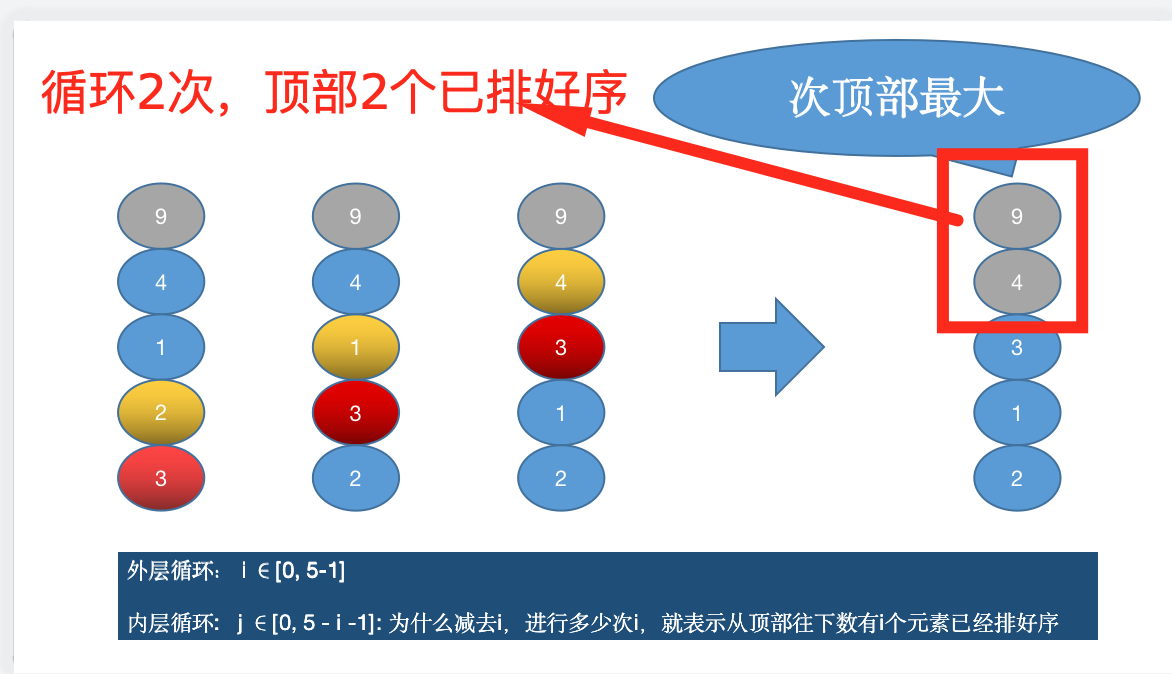 循环2次，顶部2个已排好序
次顶部最大
9 9 9 9
4 4 4 4
1 1 3 3
2 3 1 1
3 2 2 2
外层循环： i ∈[0, 5-1]
内层循环: j ∈[0, 5 - i -1]: 为什么减去i，进行多少次i，就表示从顶部往下数有i个元素已经排好序